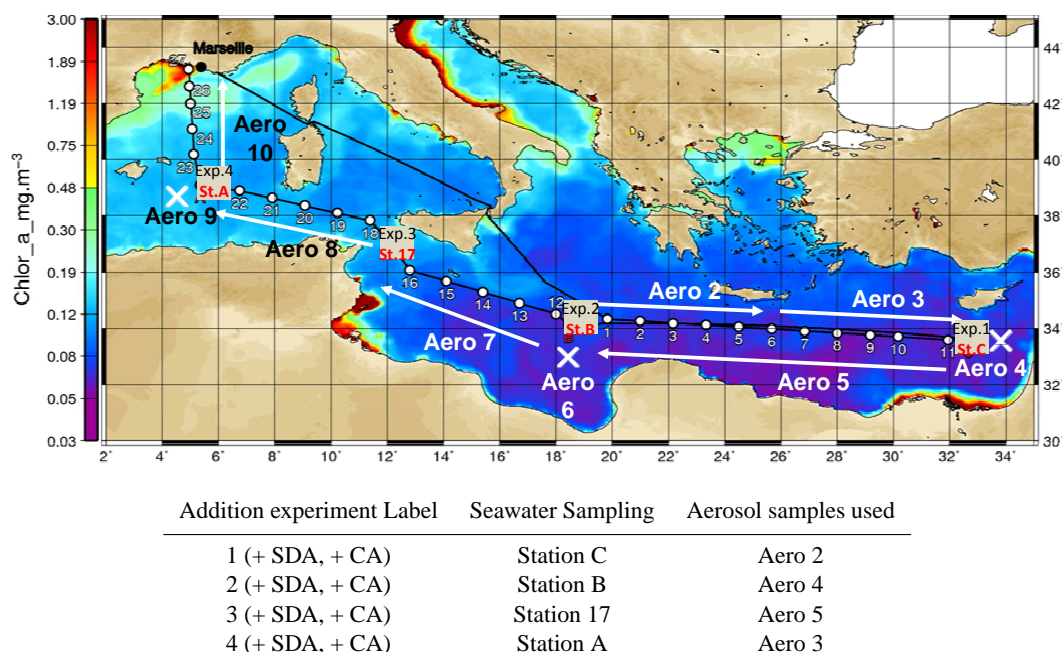 Chlor_a_mg.m⁻³
3.00
1.89
1.19
0.75
0.48
0.30
0.19
0.12
0.08
0.05
0.03
Marseille
27
26
25
24
23
Aero
10
Exp.4
St.A
Aero 9
22
21
20
19
18
Aero 8
Exp.3
St.17
16
15
14
13
12
Aero 7
Exp.2
St.B
Aero
6
Aero 2
Aero 3
1
2
3
4
5
6
7
8
9
10
11
Exp.1
St.C
Aero 4
Aero 5
42˚
40˚
38˚
36˚
34˚
32˚
30˚
2˚ 4˚ 6˚ 8˚ 10˚ 12˚ 14˚ 16˚ 18˚ 20˚ 22˚ 24˚ 26˚ 28˚ 30˚ 32˚ 34˚
Addition experiment Label Seawater Sampling Aerosol samples used
1 (+ SDA, + CA) Station C Aero 2
2 (+ SDA, + CA) Station B Aero 4
3 (+ SDA, + CA) Station 17 Aero 5
4 (+ SDA, + CA) Station A Aero 3